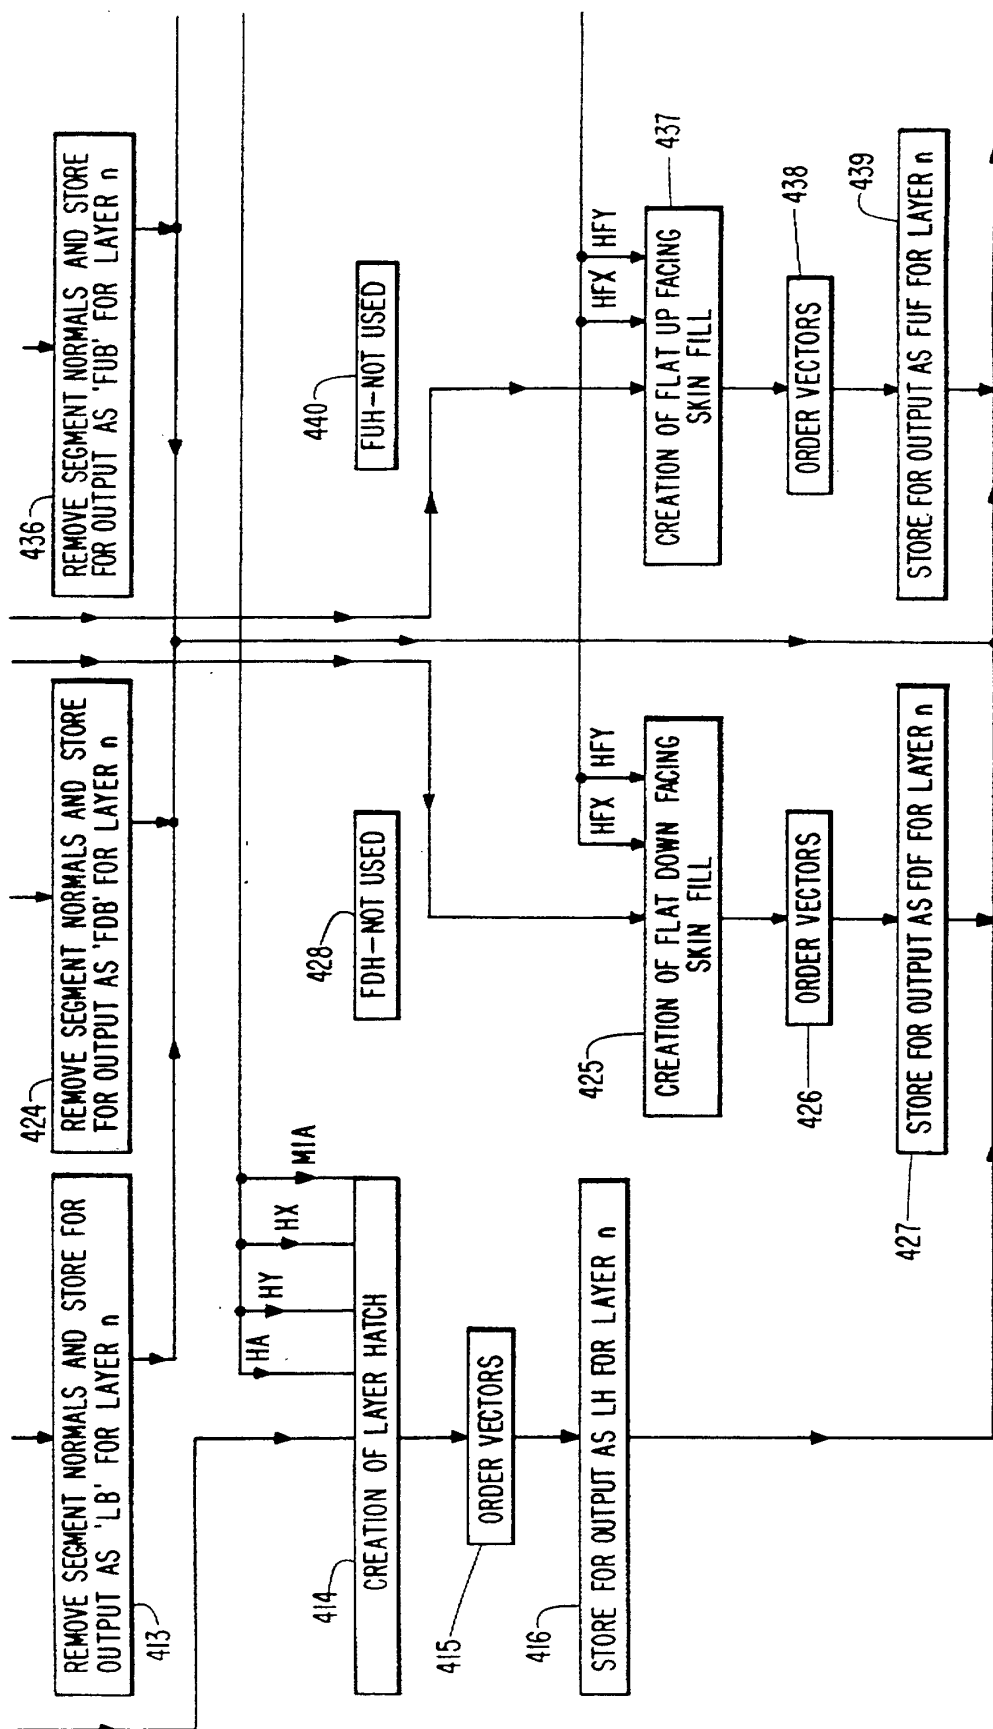 413
REMOVE SEGMENT NORMALS AND STORE FOR
OUTPUT AS 'LB' FOR LAYER n
424
REMOVE SEGMENT NORMALS AND STORE
FOR OUTPUT AS 'FDB' FOR LAYER n
436
REMOVE SEGMENT NORMALS AND STORE
FOR OUTPUT AS 'FUB' FOR LAYER n
HA
HY
HX
MIA
414
CREATION OF LAYER HATCH
428
FDH-NOT USED
440
FUH-NOT USED
415
ORDER VECTORS
416
STORE FOR OUTPUT AS LH FOR LAYER n
HFX
HFY
425
CREATION OF FLAT DOWN FACING
SKIN FILL
HFX
HFY
437
CREATION OF FLAT UP FACING
SKIN FILL
426
ORDER VECTORS
438
ORDER VECTORS
427
STORE FOR OUTPUT AS FDF FOR LAYER n
439
STORE FOR OUTPUT AS FUF FOR LAYER n